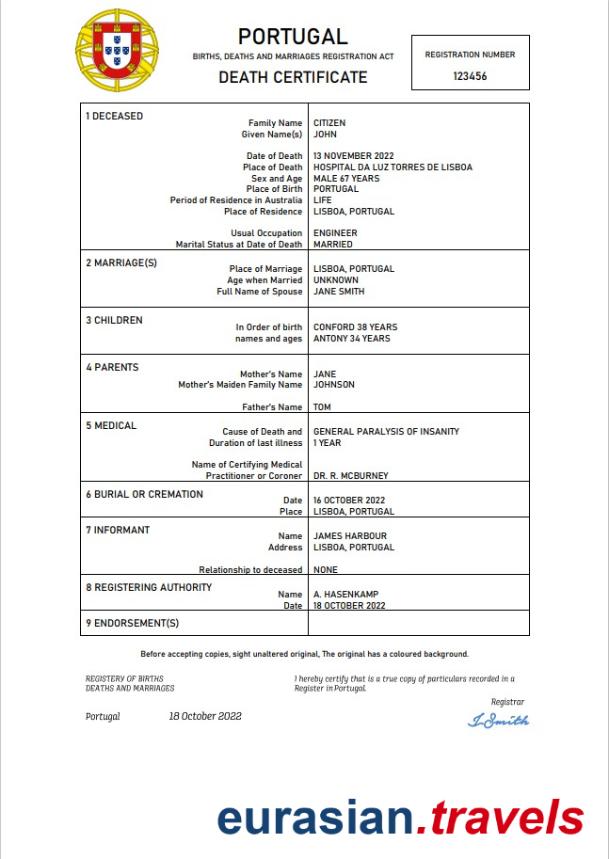 PORTUGAL
BIRTHS, DEATHS AND MARRIAGES REGISTRATION ACT
DEATH CERTIFICATE
REGISTRATION NUMBER
123456
1 DECEASED
Family Name CITIZEN
Given Name(s) JOHN
Date of Death 13 NOVEMBER 2022
Place of Death HOSPITAL DA LUZ TORRES DE LISBOA
Sex and Age MALE 67 YEARS
Place of Birth PORTUGAL
Period of Residence in Australia LIFE
Place of Residence LISBOA, PORTUGAL
Usual Occupation ENGINEER
Marital Status at Date of Death MARRIED
2 MARRIAGE(S)
Place of Marriage LISBOA, PORTUGAL
Age when Married UNKNOWN
Full Name of Spouse JANE SMITH
3 CHILDREN
In Order of birth CONFORD 38 YEARS
names and ages ANTONY 34 YEARS
4 PARENTS
Mother's Name JANE
Mother's Maiden Family Name JOHNSON
Father's Name TOM
5 MEDICAL
Cause of Death and GENERAL PARALYSIS OF INSANITY
Duration of last illness 1 YEAR
Name of Certifying Medical
Practitioner or Coroner DR. R. MCBURNEY
6 BURIAL OR CREMATION
Date 16 OCTOBER 2022
Place LISBOA, PORTUGAL
7 INFORMANT
Name JAMES HARBOUR
Address LISBOA, PORTUGAL
Relationship to deceased NONE
8 REGISTERING AUTHORITY
Name A. HASENKAMP
Date 18 OCTOBER 2022
9 ENDORSEMENT(S)
Before accepting copies, sight unaltered original, The original has a coloured background.
REGISTERY OF BIRTHS
DEATHS AND MARRIAGES
I hereby certify that is a true copy of particulars recorded in a
Register in Portugal.
Registrar
Portugal 18 October 2022
J.Smith
eurasian.travels